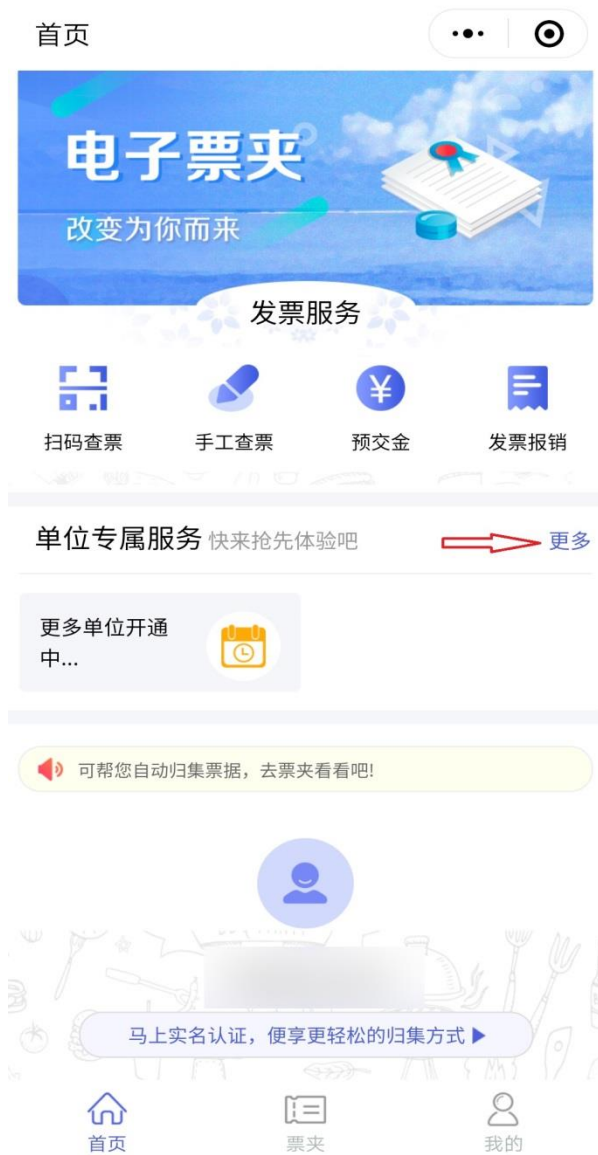 首页
电子票夹
改变为你而来
发票服务
扫码查票
手工查票
预交金
发票报销
单位专属服务 快来抢先体验吧
更多
更多单位开通
中...
可帮您自动归集票据，去票夹看看吧!
马上实名认证，便享更轻松的归集方式
首页
票夹
我的